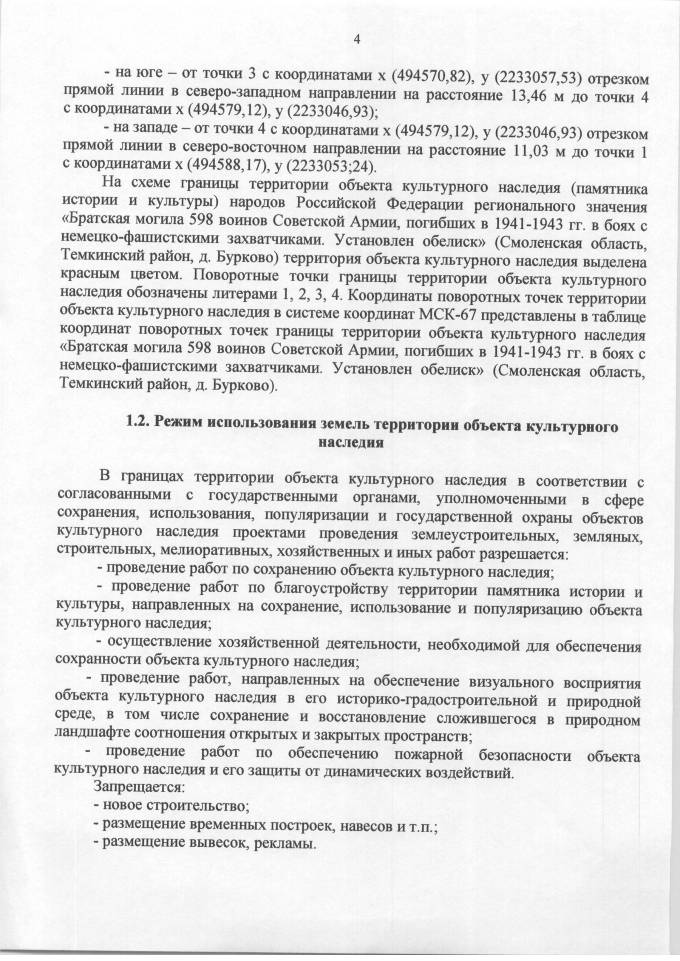 4
- на юге – от точки 3 с координатами x (494570,82), y (2233057,53) отрезком
прямой линии в северо-западном направлении на расстояние 13,46 м до точки 4
с координатами x (494579,12), y (2233046,93);
- на западе – от точки 4 с координатами x (494579,12), y (2233046,93) отрезком
прямой линии в северо-восточном направлении на расстояние 11,03 м до точки 1
с координатами x (494588,17), y (2233053;24).
На схеме границы территории объекта культурного наследия (памятника
истории и культуры) народов Российской Федерации регионального значения
«Братская могила 598 воинов Советской Армии, погибших в 1941-1943 гг. в боях с
немецко-фашистскими захватчиками. Установлен обелиск» (Смоленская область,
Темкинский район, д. Бурково) территория объекта культурного наследия выделена
красным цветом. Поворотные точки границы территории объекта культурного
наследия обозначены литерами 1, 2, 3, 4. Координаты поворотных точек территории
объекта культурного наследия в системе координат МСК-67 представлены в таблице
координат поворотных точек границы территории объекта культурного наследия
«Братская могила 598 воинов Советской Армии, погибших в 1941-1943 гг. в боях с
немецко-фашистскими захватчиками. Установлен обелиск» (Смоленская область,
Темкинский район, д. Бурково).
1.2. Режим использования земель территории объекта культурного
наследия
В границах территории объекта культурного наследия в соответствии с
согласованными с государственными органами, уполномоченными в сфере
сохранения, использования, популяризации и государственной охраны объектов
культурного наследия проектами проведения землеустроительных, земляных,
строительных, мелиоративных, хозяйственных и иных работ разрешается:
- проведение работ по сохранению объекта культурного наследия;
- проведение работ по благоустройству территории памятника истории и
культуры, направленных на сохранение, использование и популяризацию объекта
культурного наследия;
- осуществление хозяйственной деятельности, необходимой для обеспечения
сохранности объекта культурного наследия;
- проведение работ, направленных на обеспечение визуального восприятия
объекта культурного наследия в его историко-градостроительной и природной
среде, в том числе сохранение и восстановление сложившегося в природном
ландшафте соотношения открытых и закрытых пространств;
- проведение работ по обеспечению пожарной безопасности объекта
культурного наследия и его защиты от динамических воздействий.
Запрещается:
- новое строительство;
- размещение временных построек, навесов и т.п.;
- размещение вывесок, рекламы.